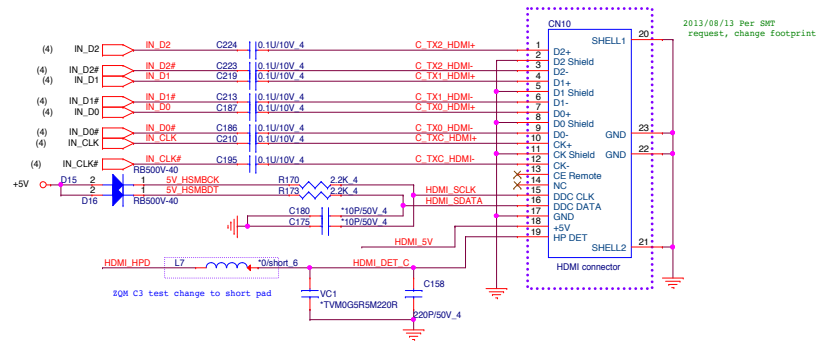 CN10
2013/08/13 Per SMT
request, change footprint
(4) IN_D2 IN_D2 C224 0.1U/10V_4 C_TX2_HDMI+ 1 D2+ SHELL1 20
2 D2 Shield
(4) IN_D2# IN_D2# C223 0.1U/10V_4 C_TX2_HDMI- 3 D2-
(4) IN_D1 IN_D1 C219 0.1U/10V_4 C_TX1_HDMI+ 4 D1+
5 D1 Shield
(4) IN_D1# IN_D1# C213 0.1U/10V_4 C_TX1_HDMI- 6 D1-
(4) IN_D0 IN_D0 C187 0.1U/10V_4 C_TX0_HDMI+ 7 D0+
8 D0 Shield
(4) IN_D0# IN_D0# C186 0.1U/10V_4 C_TX0_HDMI- 9 D0- GND 23
(4) IN_CLK IN_CLK C210 0.1U/10V_4 C_TXC_HDMI+ 10 CK+
11 CK Shield GND 22
(4) IN_CLK# IN_CLK# C195 0.1U/10V_4 C_TXC_HDMI- 12 CK-
RB500V-40 13 CE Remote
+5V D15 2 1 5V_HSMBCK R170 2.2K_4 14 NC
2 1 5V_HSMBDT R173 2.2K_4 HDMI_SCLK 15 DDC CLK
D16 RB500V-40 HDMI_SDATA 16 DDC DATA
C180 *10P/50V_4 17 GND
C175 *10P/50V_4 18 +5V
HDMI_5V 19 HP DET
SHELL2 21
HDMI_HPD L7 *0/short_6 HDMI_DET_C HDMI connector
C158
ZQM C3 test change to short pad VC1
*TVM0G5R5M220R
220P/50V_4